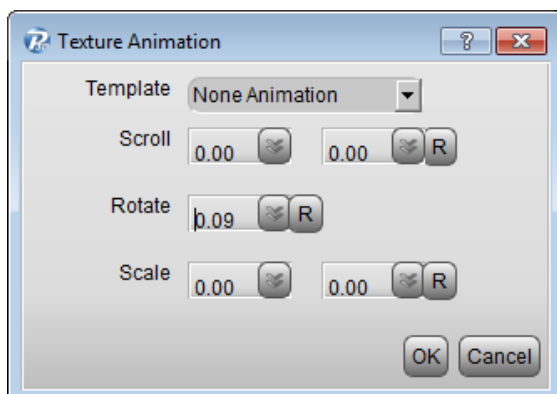 Texture Animation ?
Template None Animation
Scroll 0.00 0.00 R
Rotate 0.09 R
Scale 0.00 0.00 R
OK Cancel